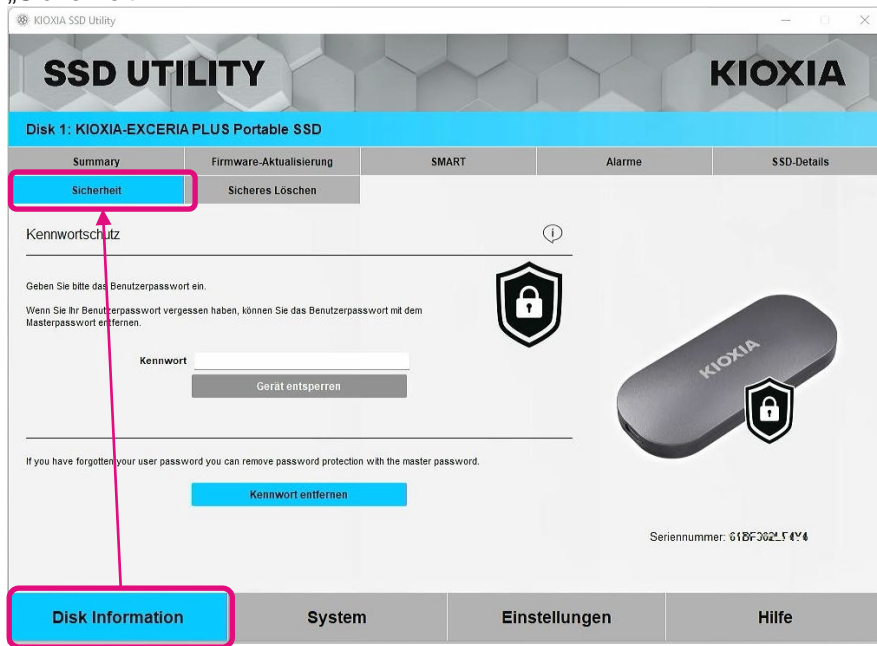 KIOXIA SSD Utility
SSD UTILITY
KIOXIA
Disk 1: KIOXIA-EXCERIA PLUS Portable SSD
Summary
Firmware-Aktualisierung
SMART
Alarme
SSD-Details
Sicherheit
Sicheres Löschen
Kennwortschutz
Geben Sie bitte das Benutzerpasswort ein.
Wenn Sie Ihr Benutzerpasswort vergessen haben, können Sie das Benutzerpasswort mit dem
Masterpasswort entfernen.
Kennwort
Gerät entsperren
If you have forgotten your user password you can remove password protection with the master password.
Kennwort entfernen
KIOXIA
Seriennummer:
Disk Information
System
Einstellungen
Hilfe